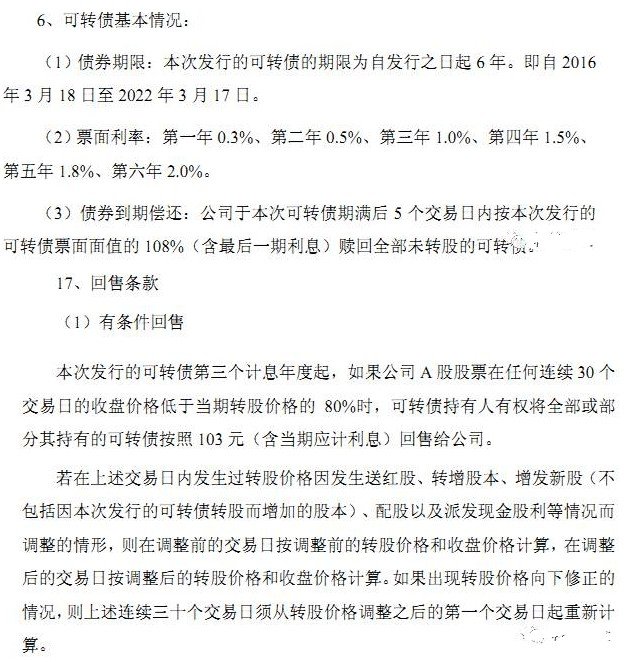 6、可转债基本情况：
（1）债券期限：本次发行的可转债的期限为自发行之日起 6 年。即自 2016
年 3 月 18 日至 2022 年 3 月 17 日。
（2）票面利率：第一年 0.3%、第二年 0.5%、第三年 1.0%、第四年 1.5%、
第五年 1.8%、第六年 2.0%。
（3）债券到期偿还：公司于本次可转债期满后 5 个交易日内按本次发行的
可转债票面面值的 108%（含最后一期利息）赎回全部未转股的可转债。
17、回售条款
（1）有条件回售
本次发行的可转债第三个计息年度起，如果公司 A 股股票在任何连续 30 个
交易日的收盘价格低于当期转股价格的 80%时，可转债持有人有权将全部或部
分其持有的可转债按照 103 元（含当期应计利息）回售给公司。
若在上述交易日内发生过转股价格因发生送红股、转增股本、增发新股（不
包括因本次发行的可转债转股而增加的股本）、配股以及派发现金股利等情况而
调整的情形，则在调整前的交易日按调整前的转股价格和收盘价格计算，在调整
后的交易日按调整后的转股价格和收盘价格计算。如果出现转股价格向下修正的
情况，则上述连续三十个交易日须从转股价格调整之后的第一个交易日起重新计
算。